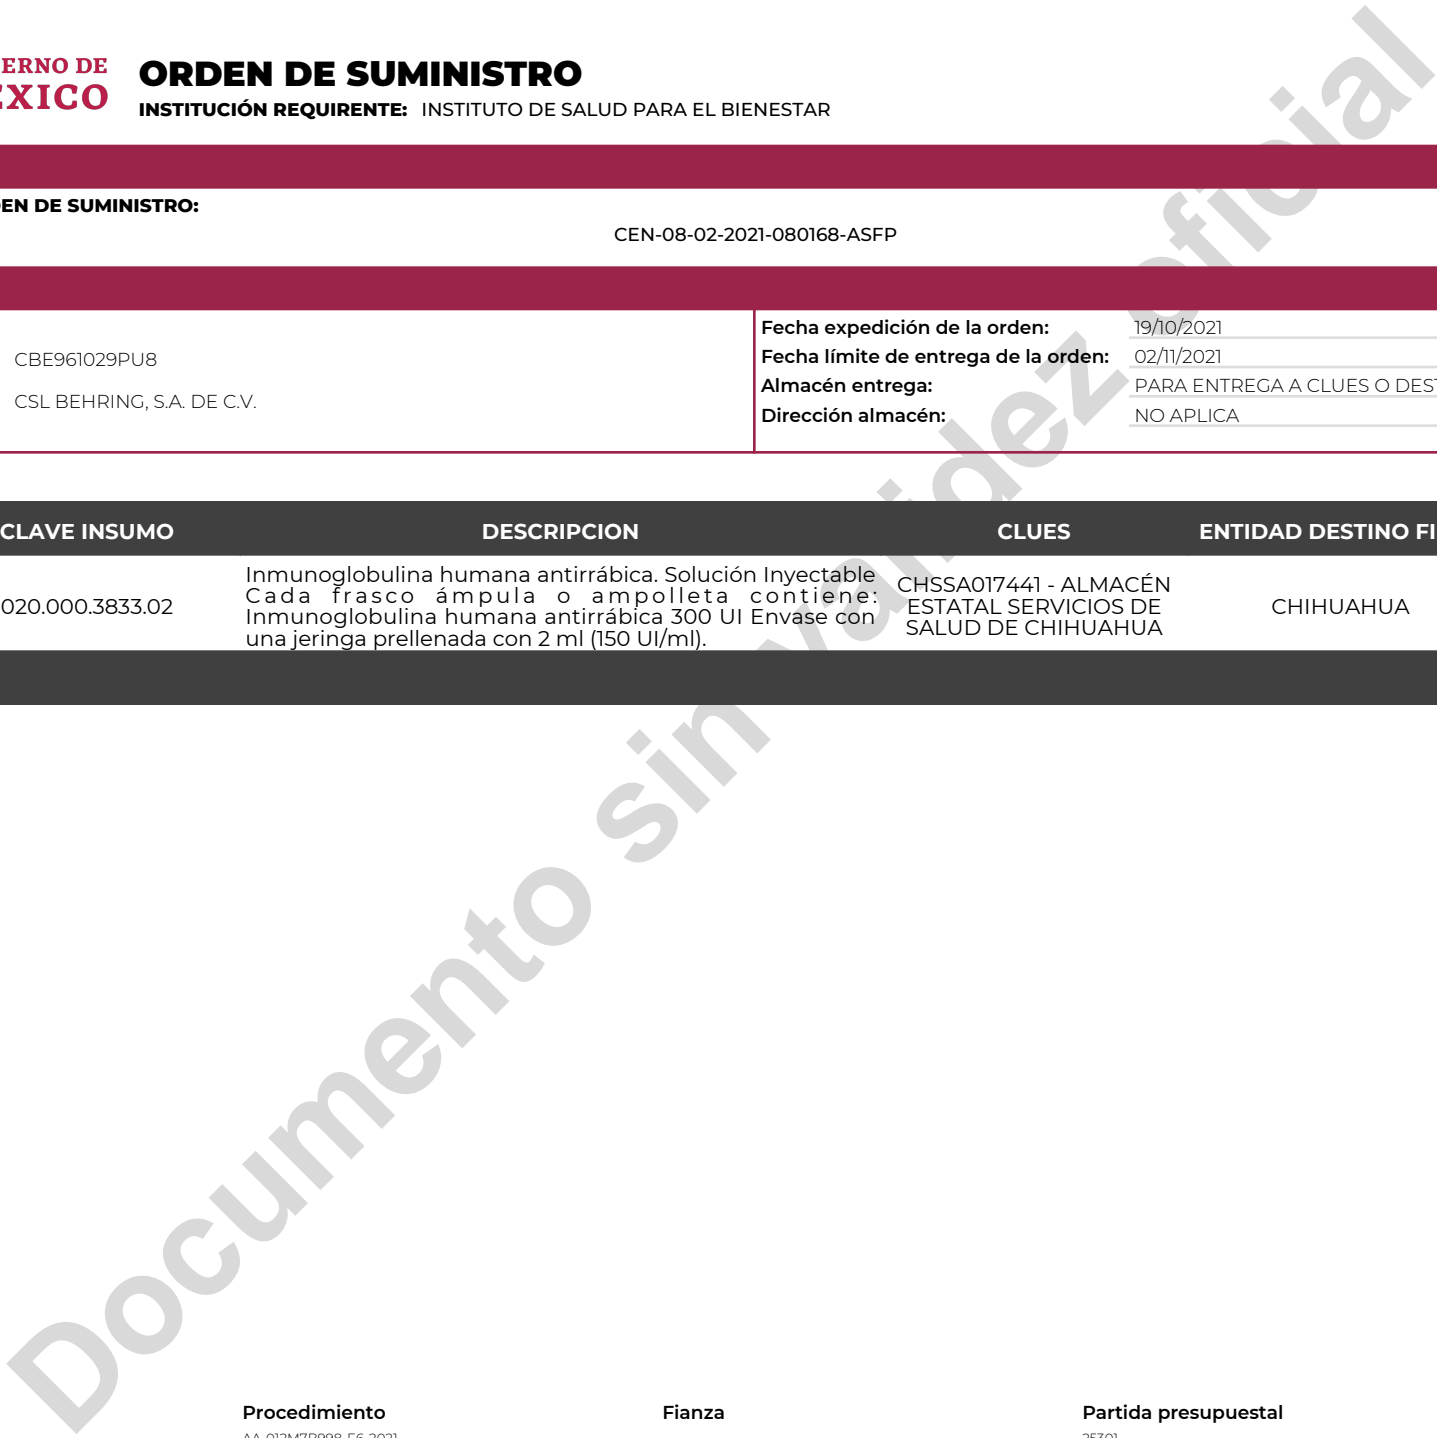 ERNO DE
ÉXICO
ORDEN DE SUMINISTRO
INSTITUCIÓN REQUIRENTE: INSTITUTO DE SALUD PARA EL BIENESTAR
EN DE SUMINISTRO:
CEN-08-02-2021-080168-ASFP
CBE961029PU8
CSL BEHRING, S.A. DE C.V.
Fecha expedición de la orden: 19/10/2021
Fecha límite de entrega de la orden: 02/11/2021
Almacén entrega: PARA ENTREGA A CLUES O DEST
Dirección almacén: NO APLICA
CLAVE INSUMO DESCRIPCION CLUES ENTIDAD DESTINO FI
020.000.3833.02
Inmunoglobulina humana antirrábica. Solución Inyectable
Cada frasco ámpula o ampolleta contiene:
Inmunoglobulina humana antirrábica 300 UI Envase con
una jeringa prellenada con 2 ml (150 UI/ml).
CHSSA017441 - ALMACÉN
ESTATAL SERVICIOS DE
SALUD DE CHIHUAHUA
CHIHUAHUA
Documento sin validez oficial
Procedimiento Fianza Partida presupuestal